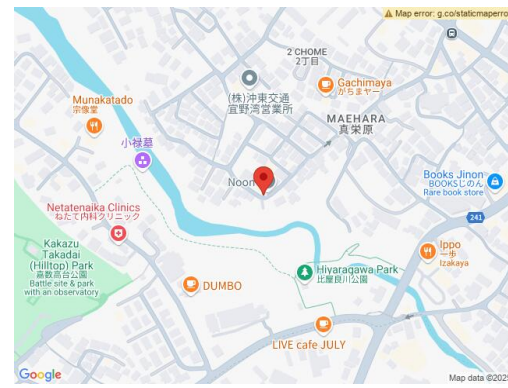 Map error: g.co/staticmaperro
2 CHOME
2丁目
Gachimaya
がちまやー
(株)沖東交通
宜野湾営業所
Munakatado
宗像堂
MAEHARA
真栄原
小禄墓
Noon
Books Jinon
BOOKSじのん
Rare book store
Netatenaika Clinics
ねたて内科クリニック
241
Kakazu
Takadai
(Hilltop) Park
嘉数高台公園
Battle site & park
with an observatory
Ippo
一歩
Izakaya
Hiyaragawa Park
比屋良川公園
DUMBO
LIVE cafe JULY
Google
Map data ©2025